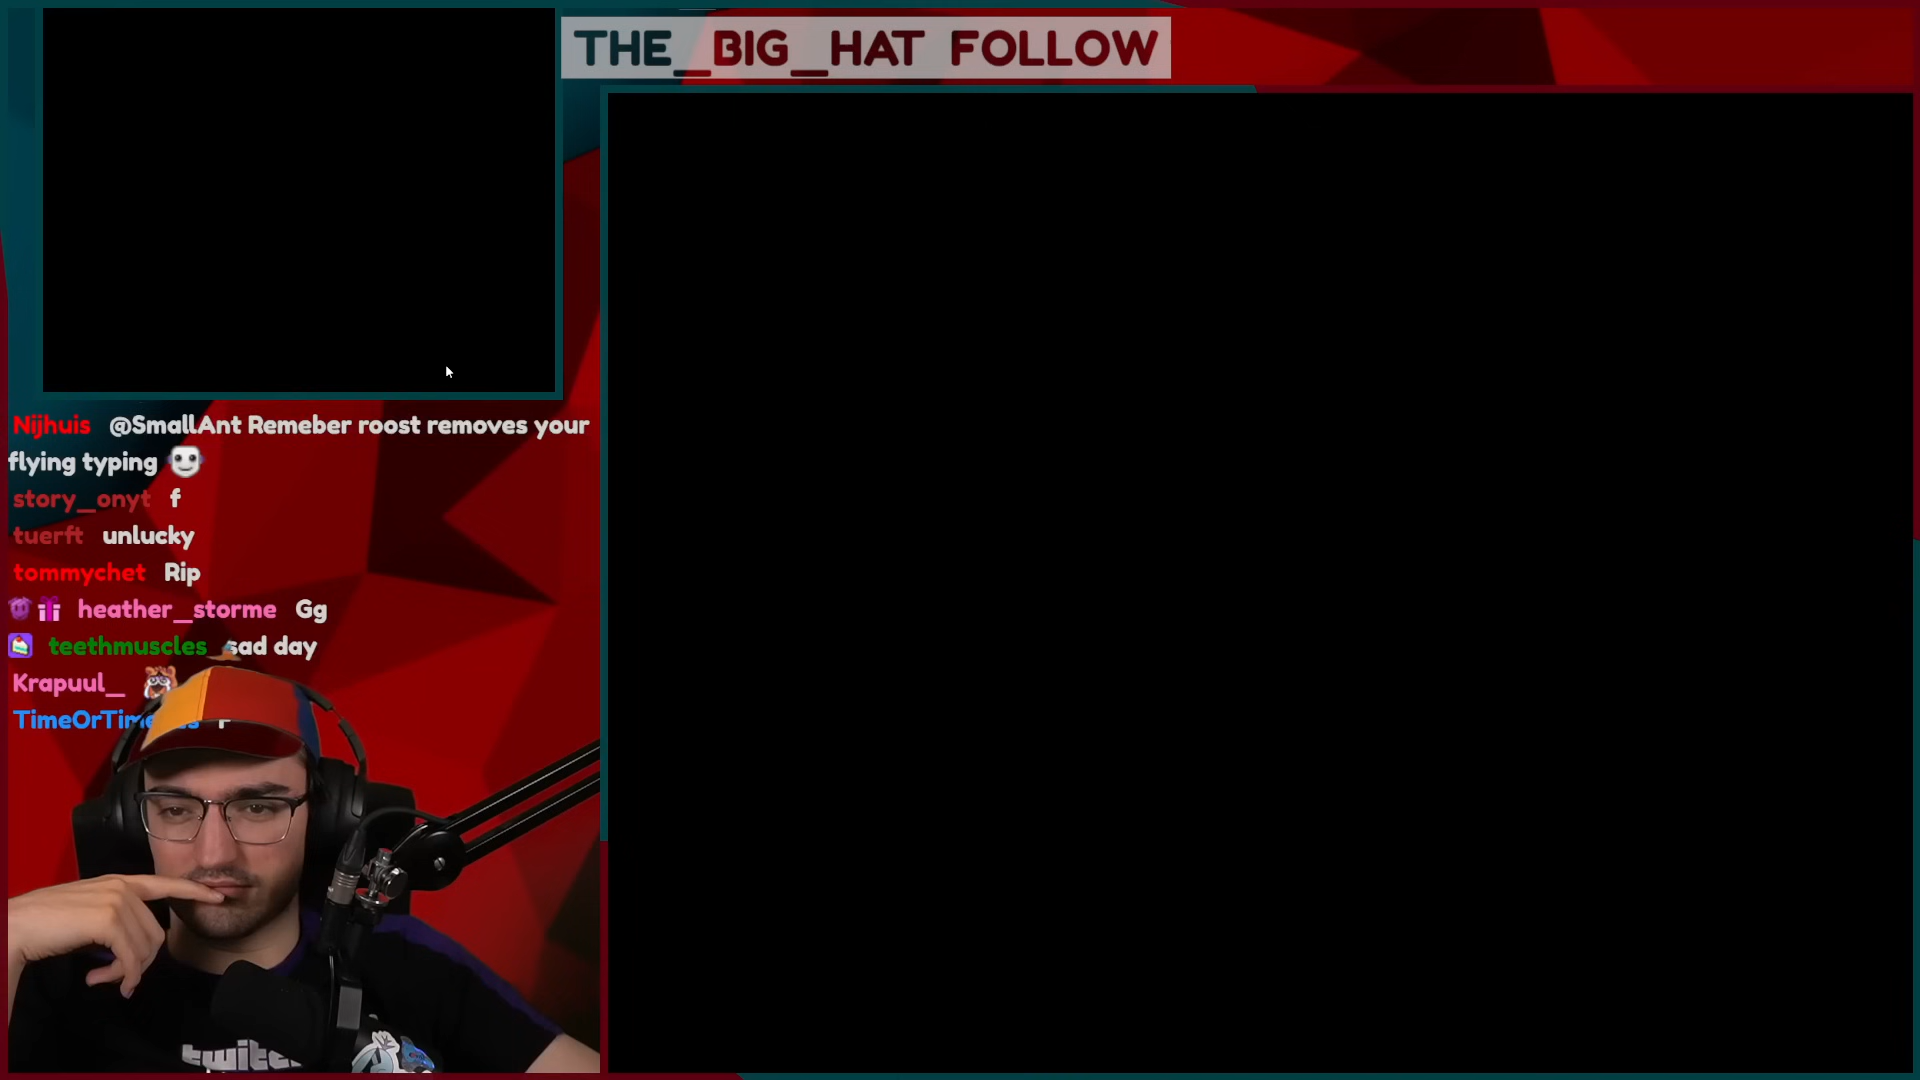 THE_BIG_HAT FOLLOW
Nijhuis @SmallAnt Remeber roost removes your
flying typing
story_onyt f
tuerft unlucky
tommychet Rip
heather_storme Gg
teethmuscles sad day
Krapuul_
twitch